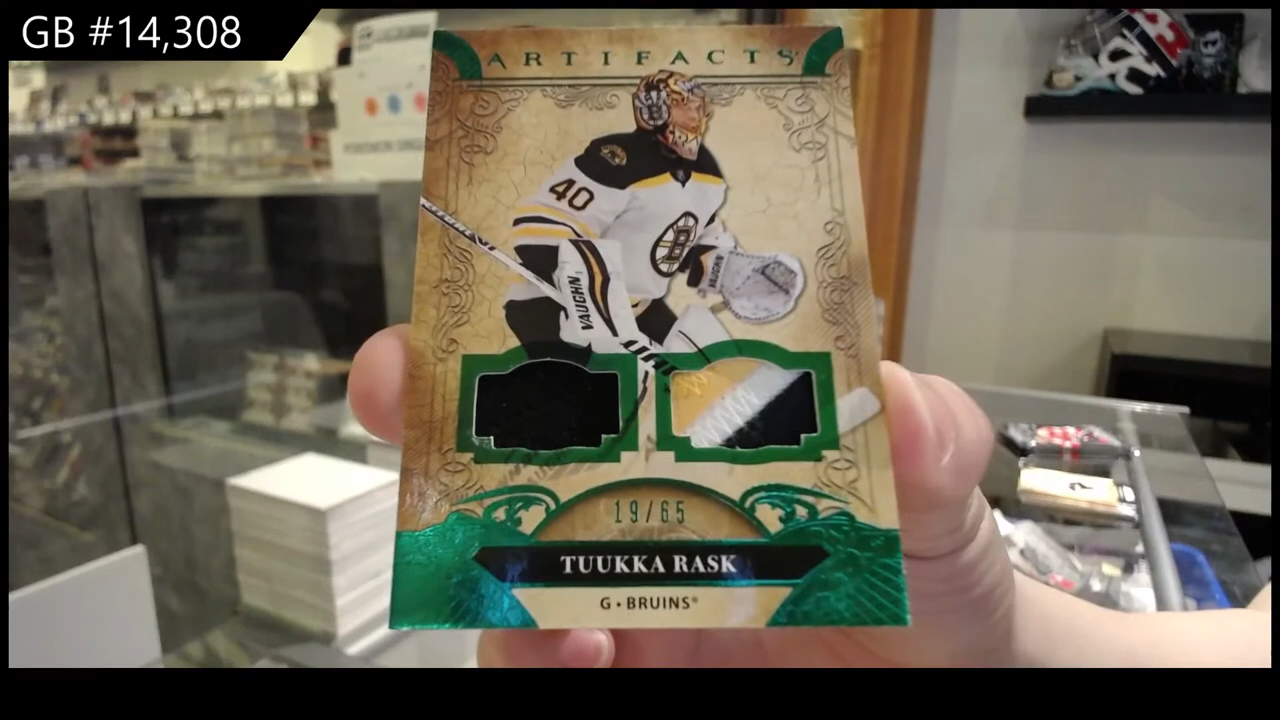 GB #14,308
ARTIFACTS
40
B
VAUGHN
VAUGHN
19/65
TUUKKA RASK
G • BRUINS®